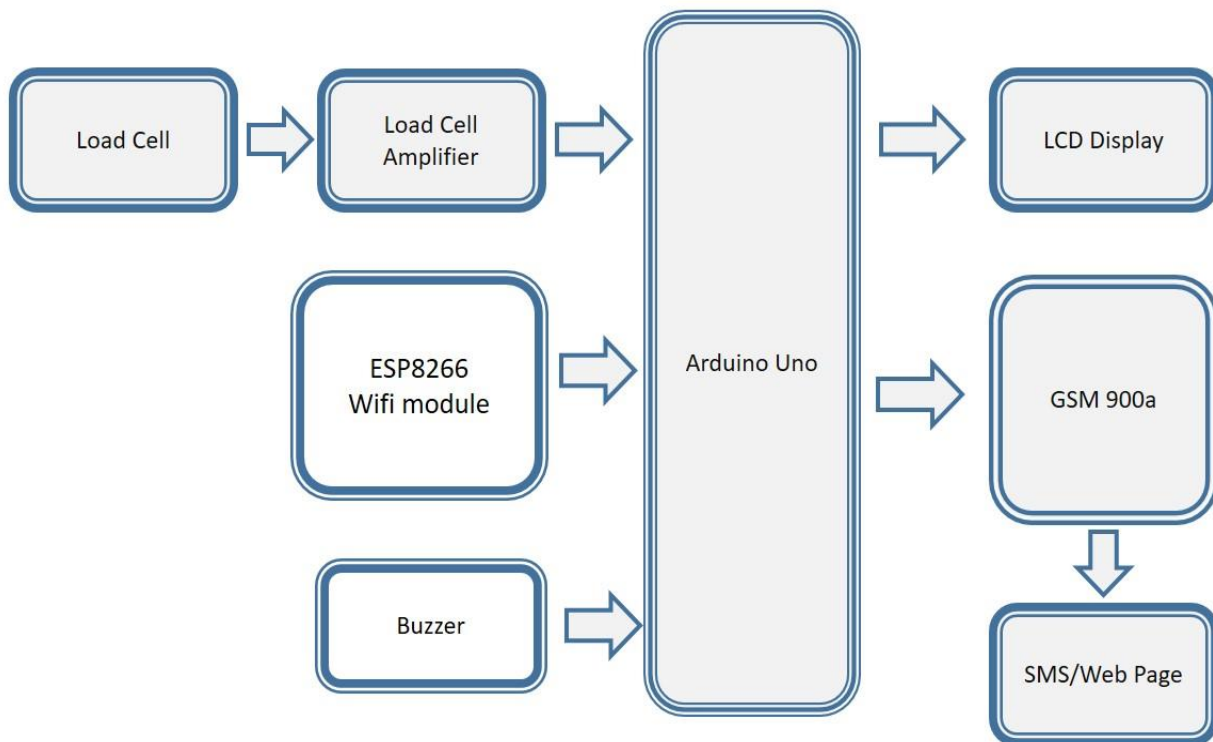 Load Cell
Load Cell
Amplifier
LCD Display
ESP8266
Wifi module
Arduino Uno
GSM 900a
Buzzer
SMS/Web Page